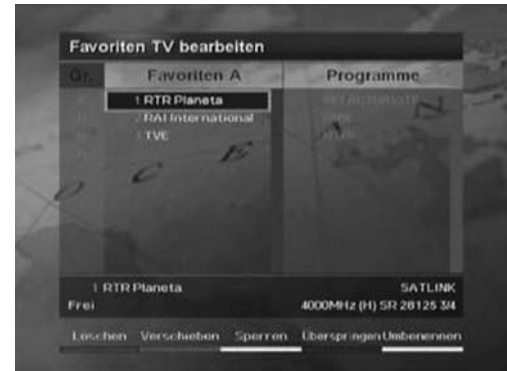 Favoriten TV bearbeiten
Gr. Favoriten A Programme
1 RTR Planeta
2 RAI International
3 TVE
O C E A N
1 RTR Planeta SATLINK
Frei 4000MHz (H) SR 28125 3/4
Löschen Verschieben Sperren Überspringen Umbenennen